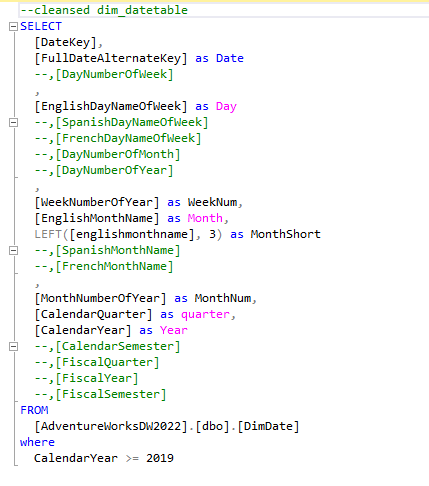 --cleansed dim_datetable
SELECT
[DateKey],
[FullDateAlternateKey] as Date
--,[DayNumberOfWeek]
,
[EnglishDayNameOfWeek] as Day
--,[SpanishDayNameOfWeek]
--,[FrenchDayNameOfWeek]
--,[DayNumberOfMonth]
--,[DayNumberOfYear]
,
[WeekNumberOfYear] as WeekNum,
[EnglishMonthName] as Month,
LEFT([englishmonthname], 3) as MonthShort
--,[SpanishMonthName]
--,[FrenchMonthName]
,
[MonthNumberOfYear] as MonthNum,
[CalendarQuarter] as quarter,
[CalendarYear] as Year
--,[CalendarSemester]
--,[FiscalQuarter]
--,[FiscalYear]
--,[FiscalSemester]
FROM
[AdventureWorksDW2022].[dbo].[DimDate]
where
CalendarYear >= 2019